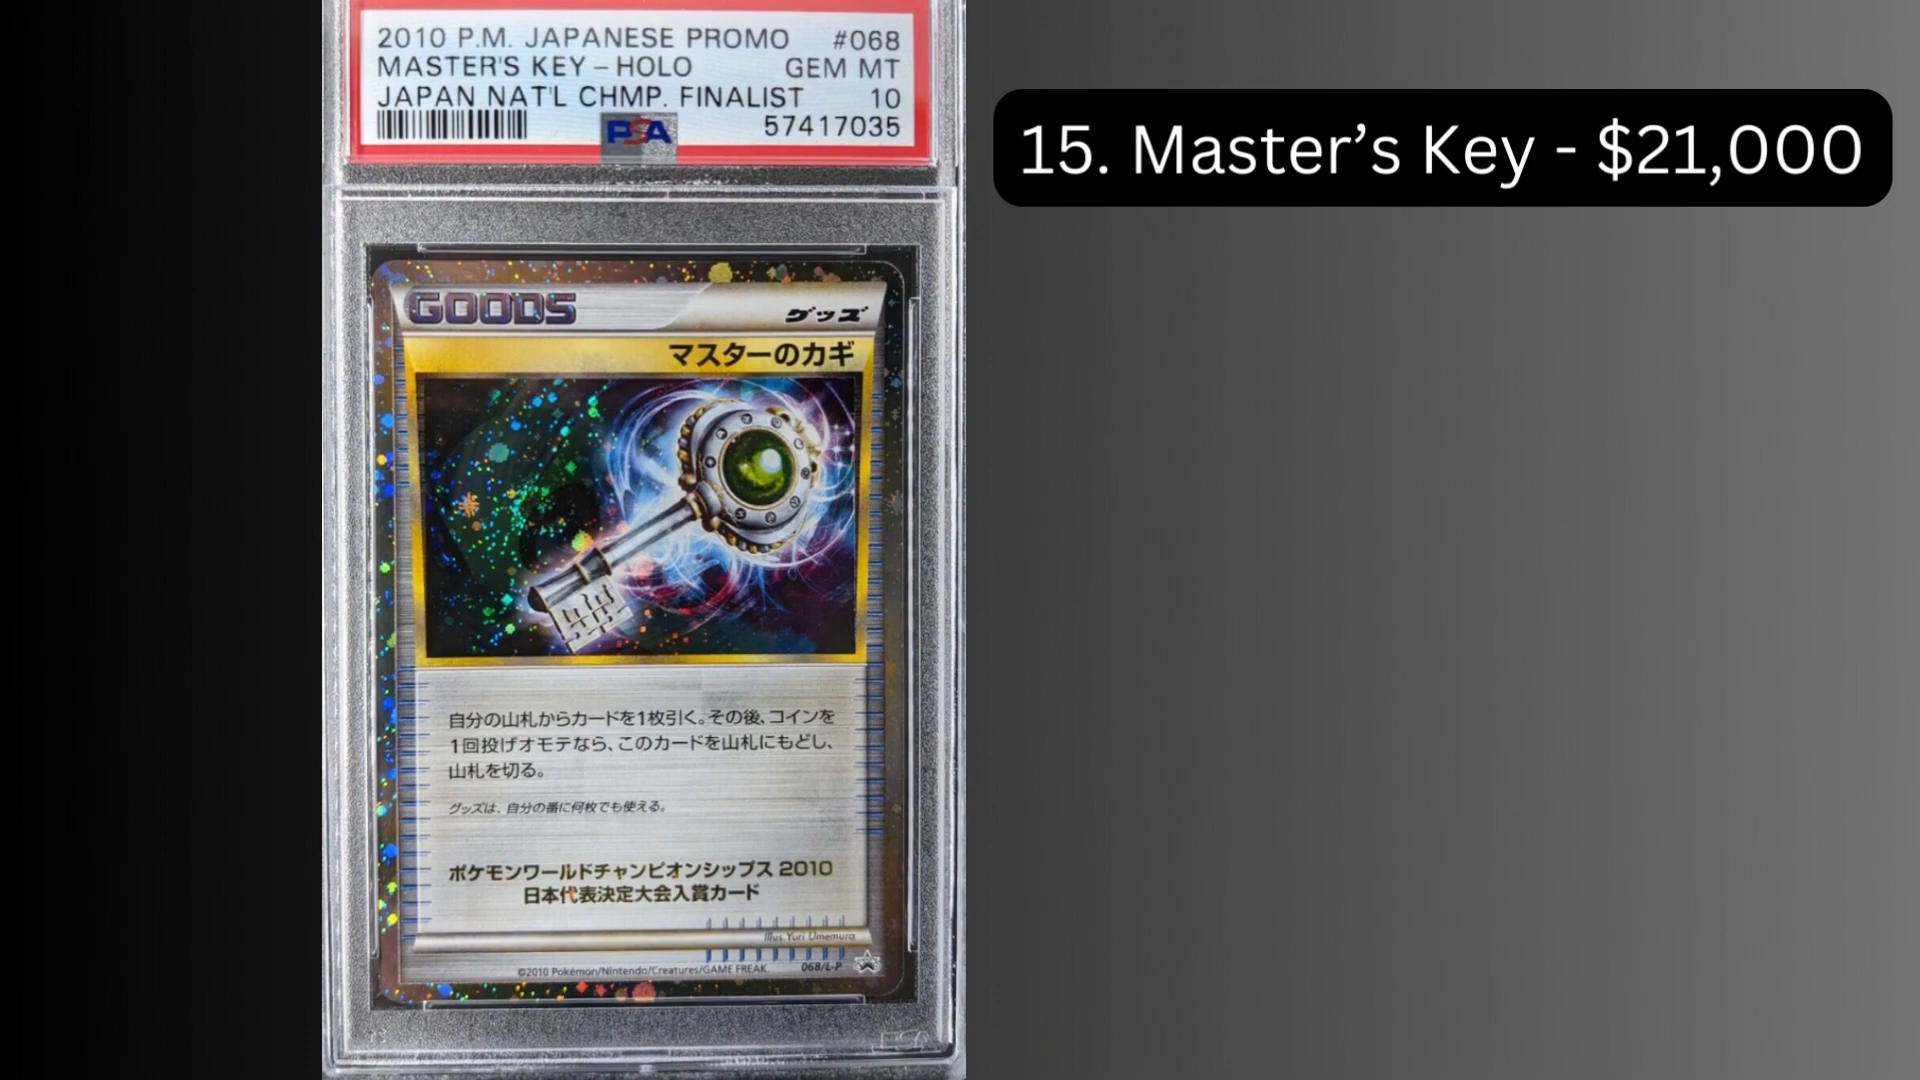 2010 P.M. JAPANESE PROMO #068
MASTER'S KEY – HOLO GEM MT
JAPAN NAT'L CHMP. FINALIST 10
PSA 57417035
15. Master’s Key - $21,000
GOODS グッズ
マスターのカギ
自分の山札からカードを1枚引く。その後、コインを
1回投げオモテなら、このカードを山札にもどし、
山札を切る。
グッズは、自分の番に何枚でも使える。
ポケモンワールドチャンピオンシップス 2010
日本代表決定大会入賞カード
Illus. Yuri Umemura
©2010 Pokémon/Nintendo/Creatures/GAME FREAK. 068/L-P